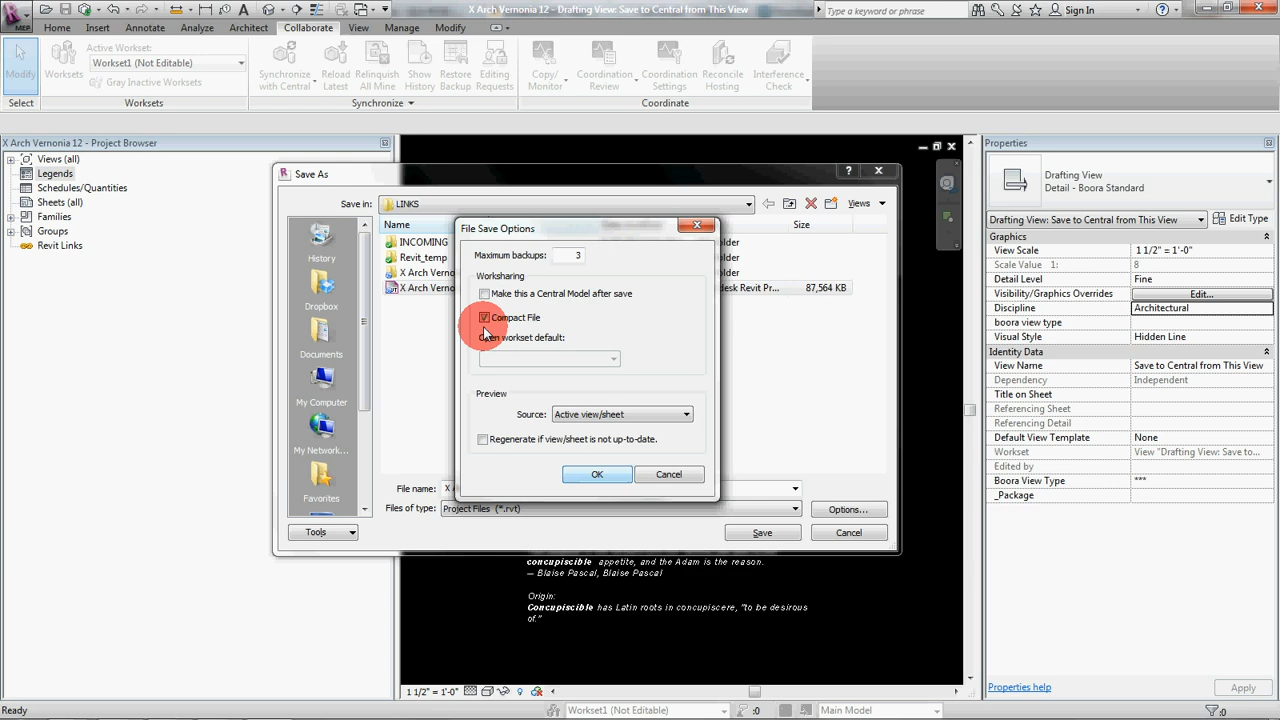 X Arch Vernonia 12 - Drafting View: Save to Central from This View
Type a keyword or phrase
Sign In
MEP
Home
Insert
Annotate
Analyze
Architect
Collaborate
View
Manage
Modify
Modify
Select
Worksets
Active Workset:
Workset1 (Not Editable)
Gray Inactive Worksets
Worksets
Synchronize
with Central
Reload
Latest
Relinquish
All Mine
Show
History
Restore
Backup
Editing
Requests
Synchronize
Copy/
Monitor
Coordination
Review
Coordination
Settings
Reconcile
Hosting
Interference
Check
Coordinate
X Arch Vernonia 12 - Project Browser
Views (all)
Legends
Schedules/Quantities
Sheets (all)
Families
Groups
Revit Links
Save As
Save in:
LINKS
Views
History
Dropbox
Documents
My Computer
My Network...
Favorites
Name
Size
INCOMING
older
Revit_temp
older
X Arch Verno
older
X Arch Verno
desk Revit Pr...
87,564 KB
File name:
Files of type:
Project Files (*.rvt)
Options...
Tools
Save
Cancel
File Save Options
Maximum backups:
3
Worksharing
Make this a Central Model after save
Compact File
Open workset default:
Preview
Source:
Active view/sheet
Regenerate if view/sheet is not up-to-date.
OK
Cancel
concupiscible appetite, and the Adam is the reason.
— Blaise Pascal, Blaise Pascal
Origin:
Concupiscible has Latin roots in concupiscere, "to be desirous
of."
1 1/2" = 1'-0"
Properties
Drafting View
Detail - Boora Standard
Drafting View: Save to Central from This View
Edit Type
Graphics
View Scale
1 1/2" = 1'-0"
Scale Value 1:
8
Detail Level
Fine
Visibility/Graphics Overrides
Edit...
Discipline
Architectural
boora view type
Visual Style
Hidden Line
Identity Data
View Name
Save to Central from This View
Dependency
Independent
Title on Sheet
Referencing Sheet
Referencing Detail
Default View Template
None
Workset
View "Drafting View: Save to...
Edited by
Boora View Type
***
_Package
Properties help
Apply
Ready
Workset1 (Not Editable)
:0
Main Model
:0